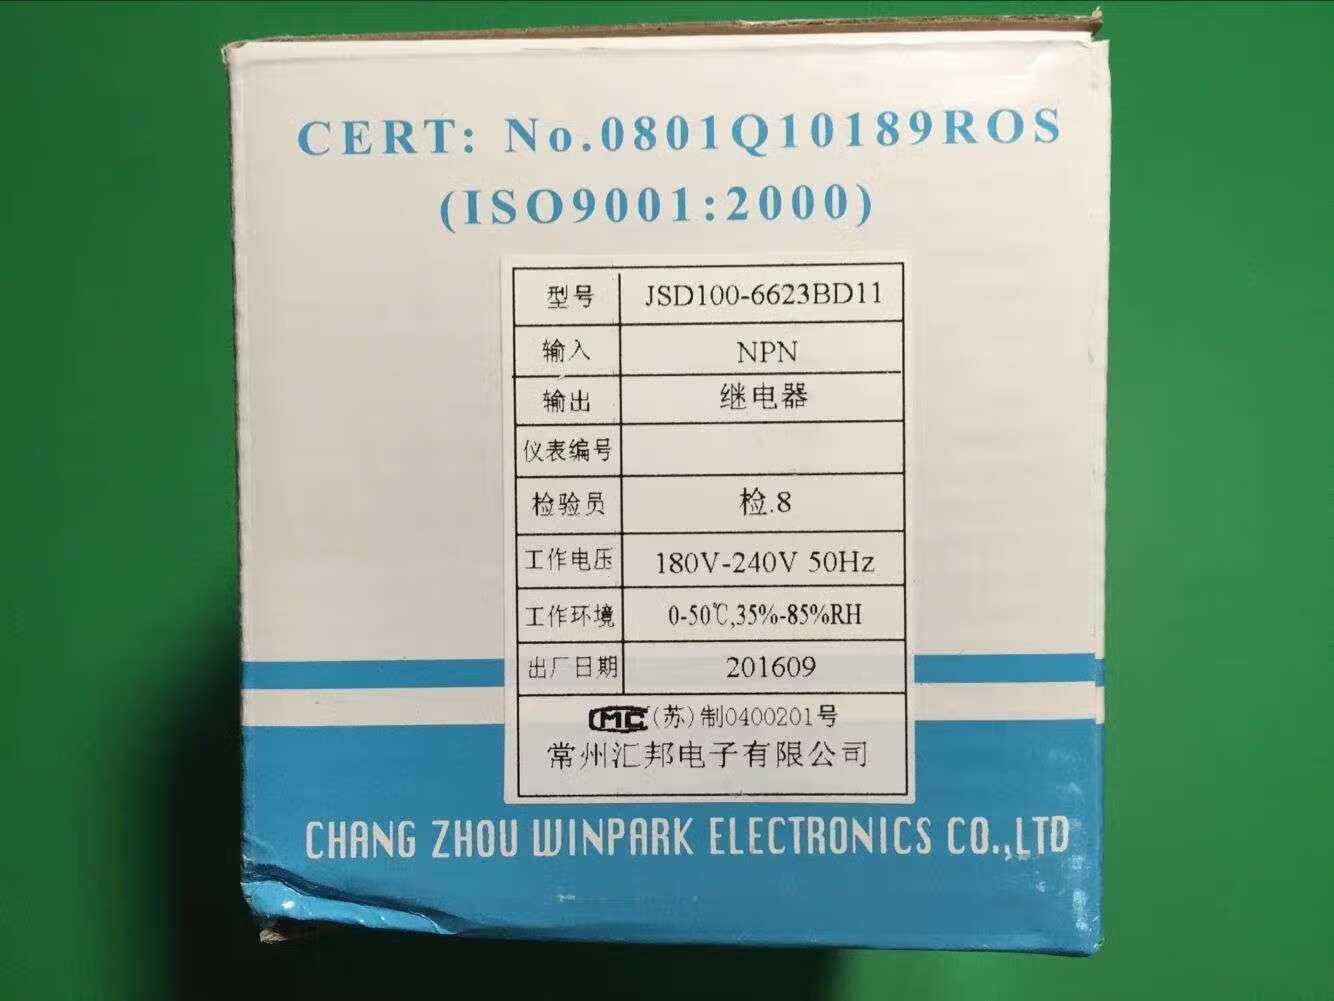 CERT: No.0801Q10189ROS
(ISO9001:2000)
型号 JSD100-6623BD11
输入 NPN
输出 继电器
仪表编号
检验员 检.8
工作电压 180V-240V 50Hz
工作环境 0-50℃,35%-85%RH
出厂日期 201609
CMC(苏)制0400201号
常州汇邦电子有限公司
CHANG ZHOU WINPARK ELECTRONICS CO.,LTD